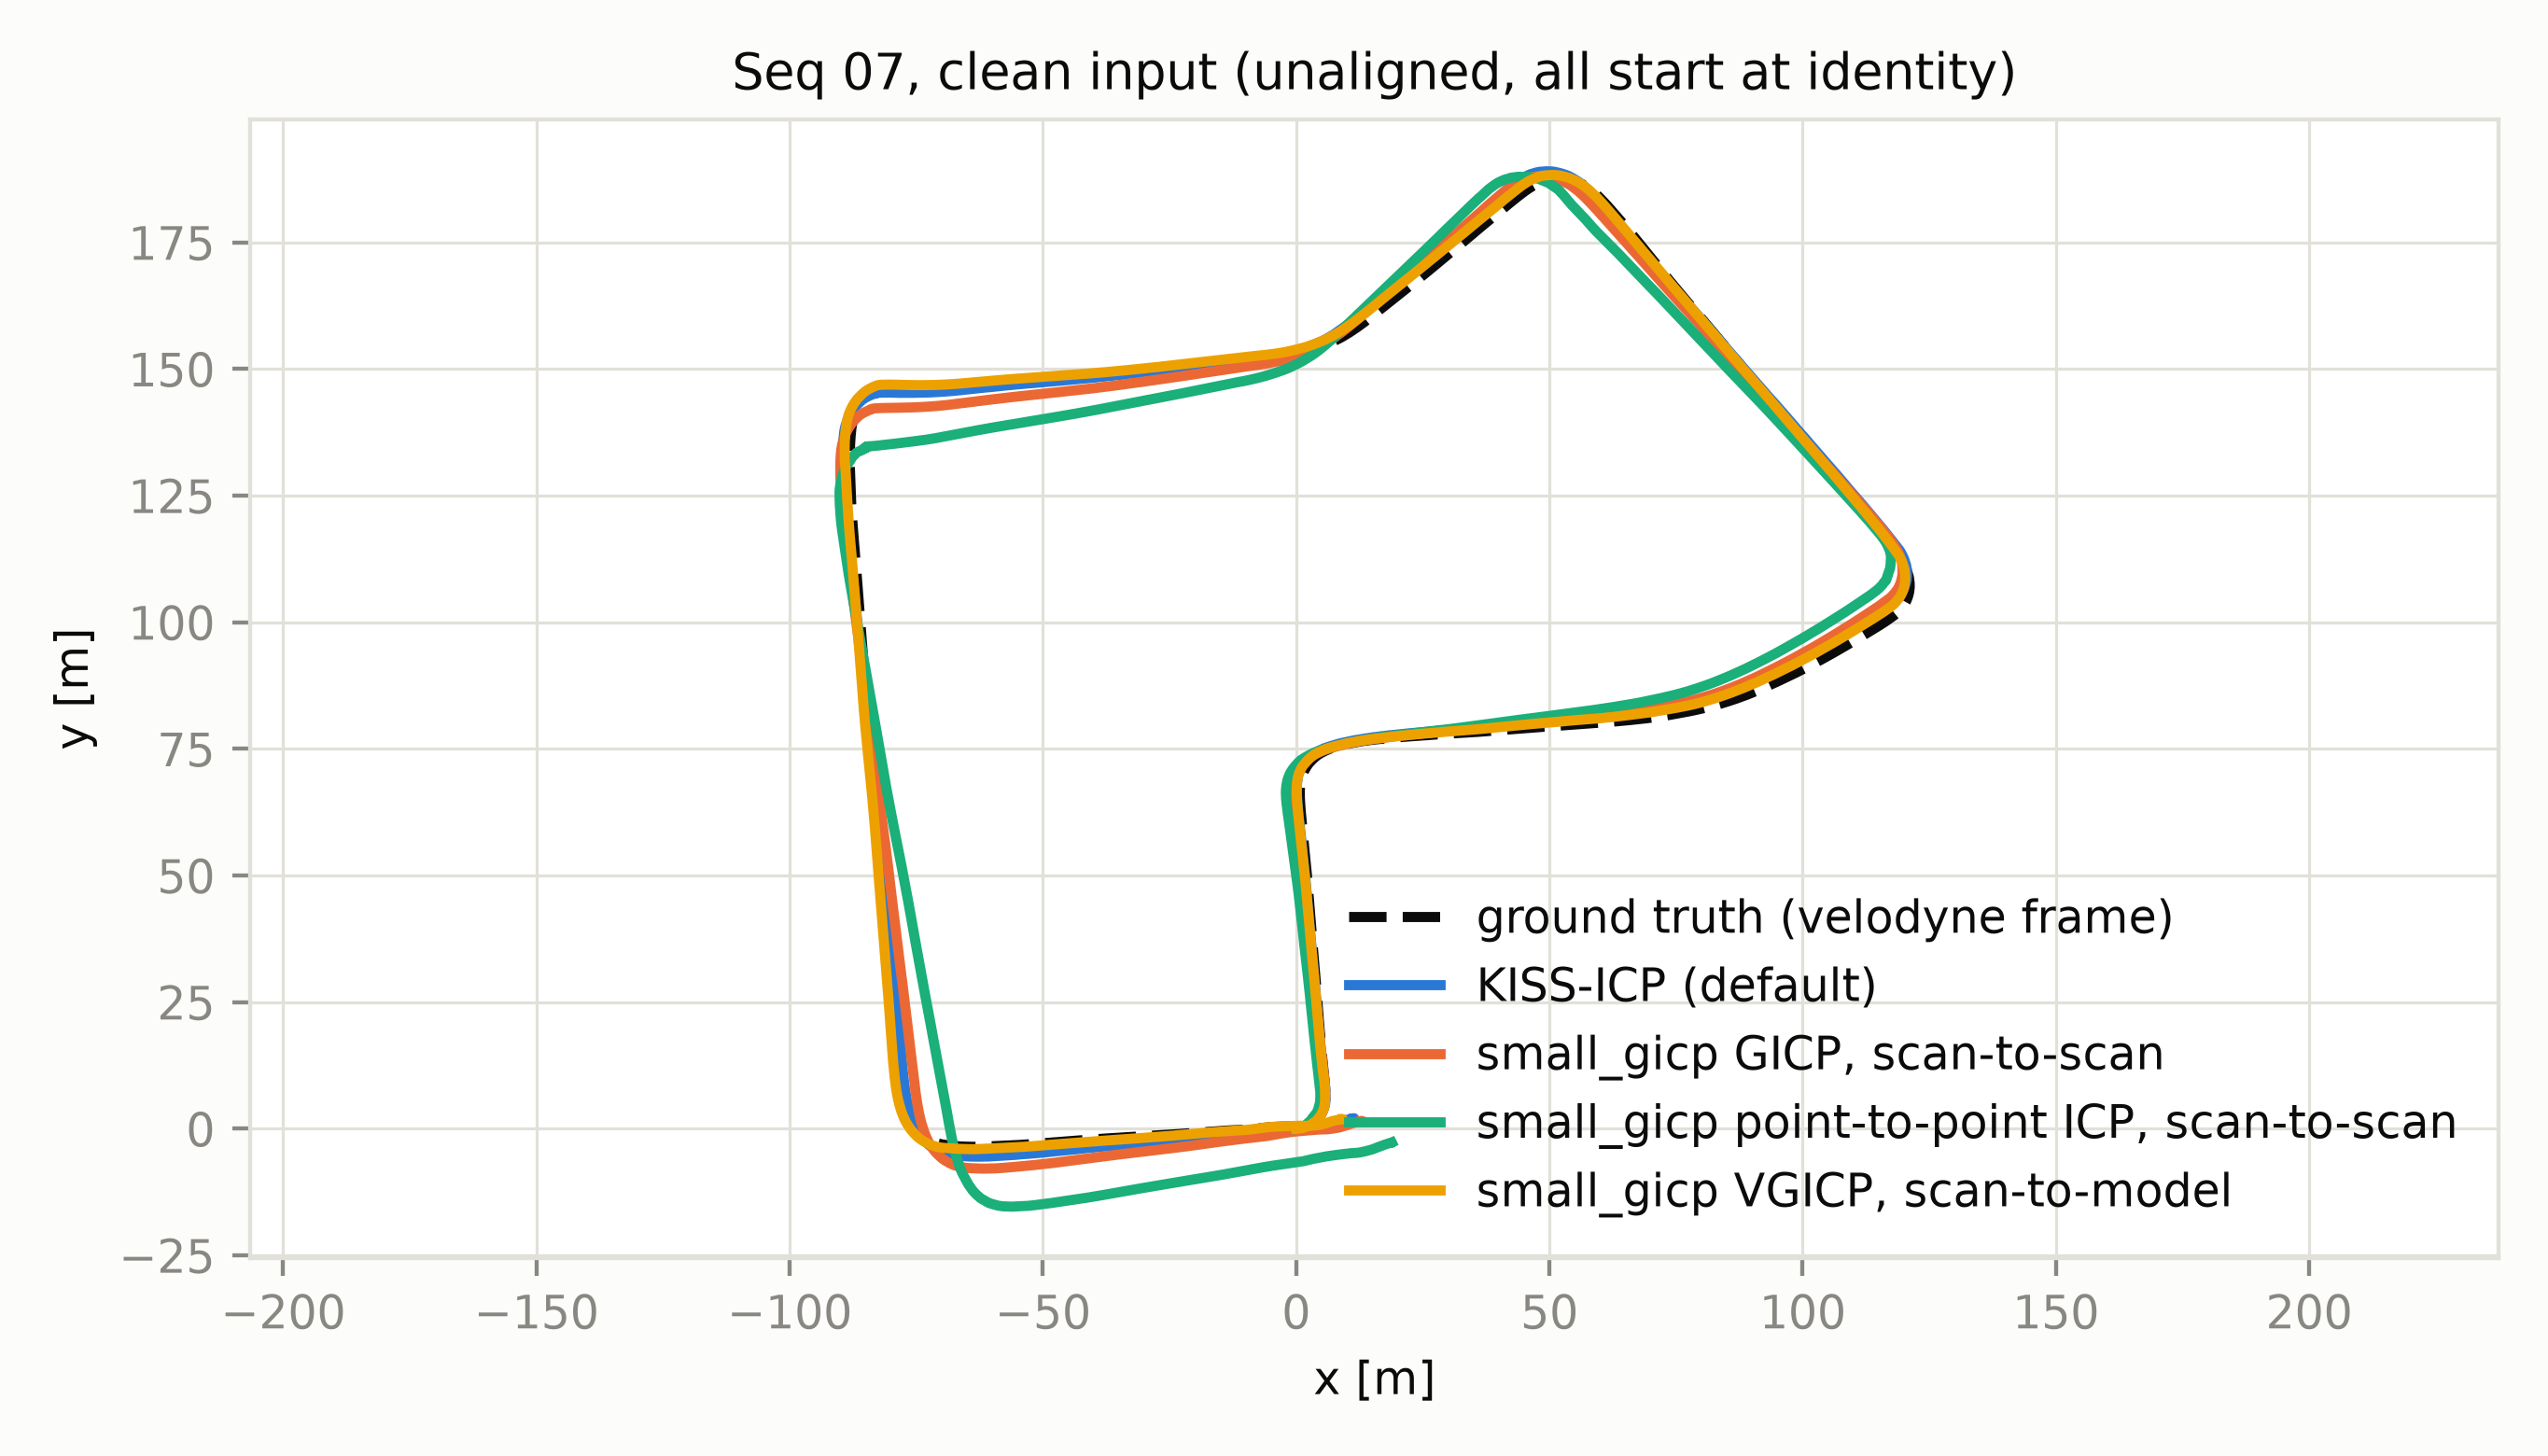 Seq 07, clean input (unaligned, all start at identity)
175
150
125
100
75
50
25
0
−25
y [m]
ground truth (velodyne frame)
KISS-ICP (default)
small_gicp GICP, scan-to-scan
small_gicp point-to-point ICP, scan-to-scan
small_gicp VGICP, scan-to-model
−200 −150 −100 −50 0 50 100 150 200
x [m]